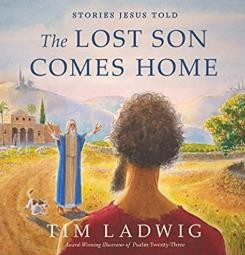 STORIES JESUS TOLD
The LOST SON
COMES HOME
TIM LADWIG
Award-Winning Illustrator of Psalm Twenty-Three